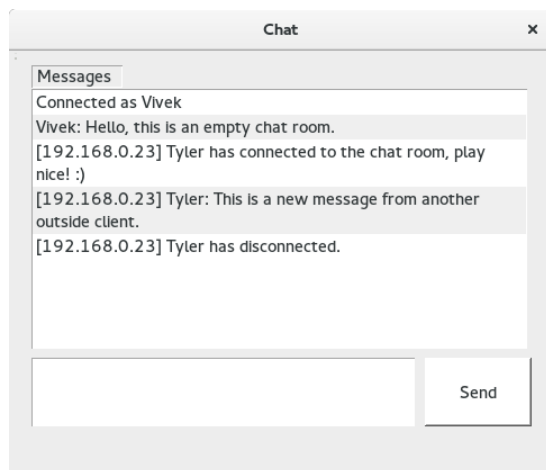 Chat
Messages
Connected as Vivek
Vivek: Hello, this is an empty chat room.
[192.168.0.23] Tyler has connected to the chat room, play
nice! :)
[192.168.0.23] Tyler: This is a new message from another
outside client.
[192.168.0.23] Tyler has disconnected.
Send